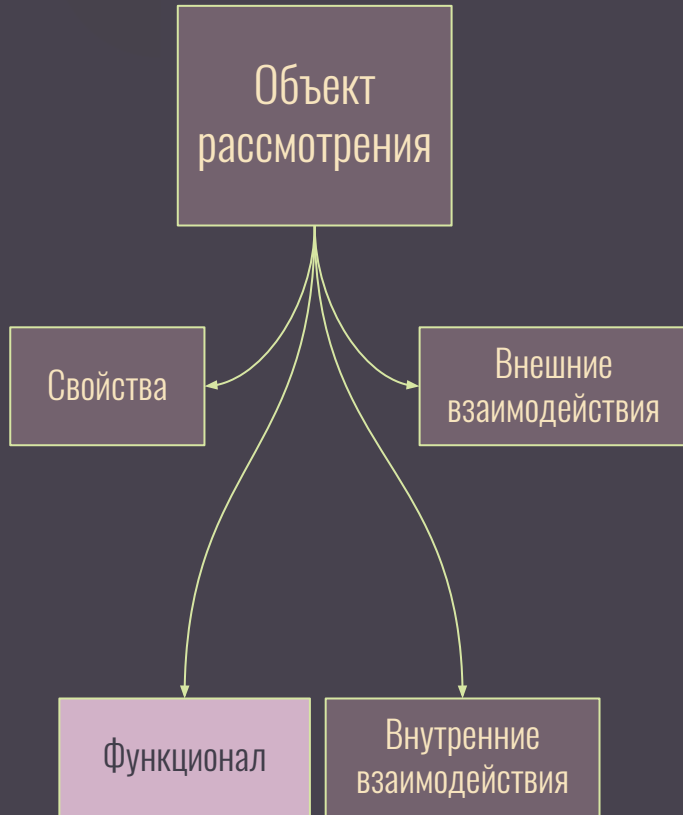 Объект
рассмотрения
Свойства
Внешние
взаимодействия
Функционал
Внутренние
взаимодействия